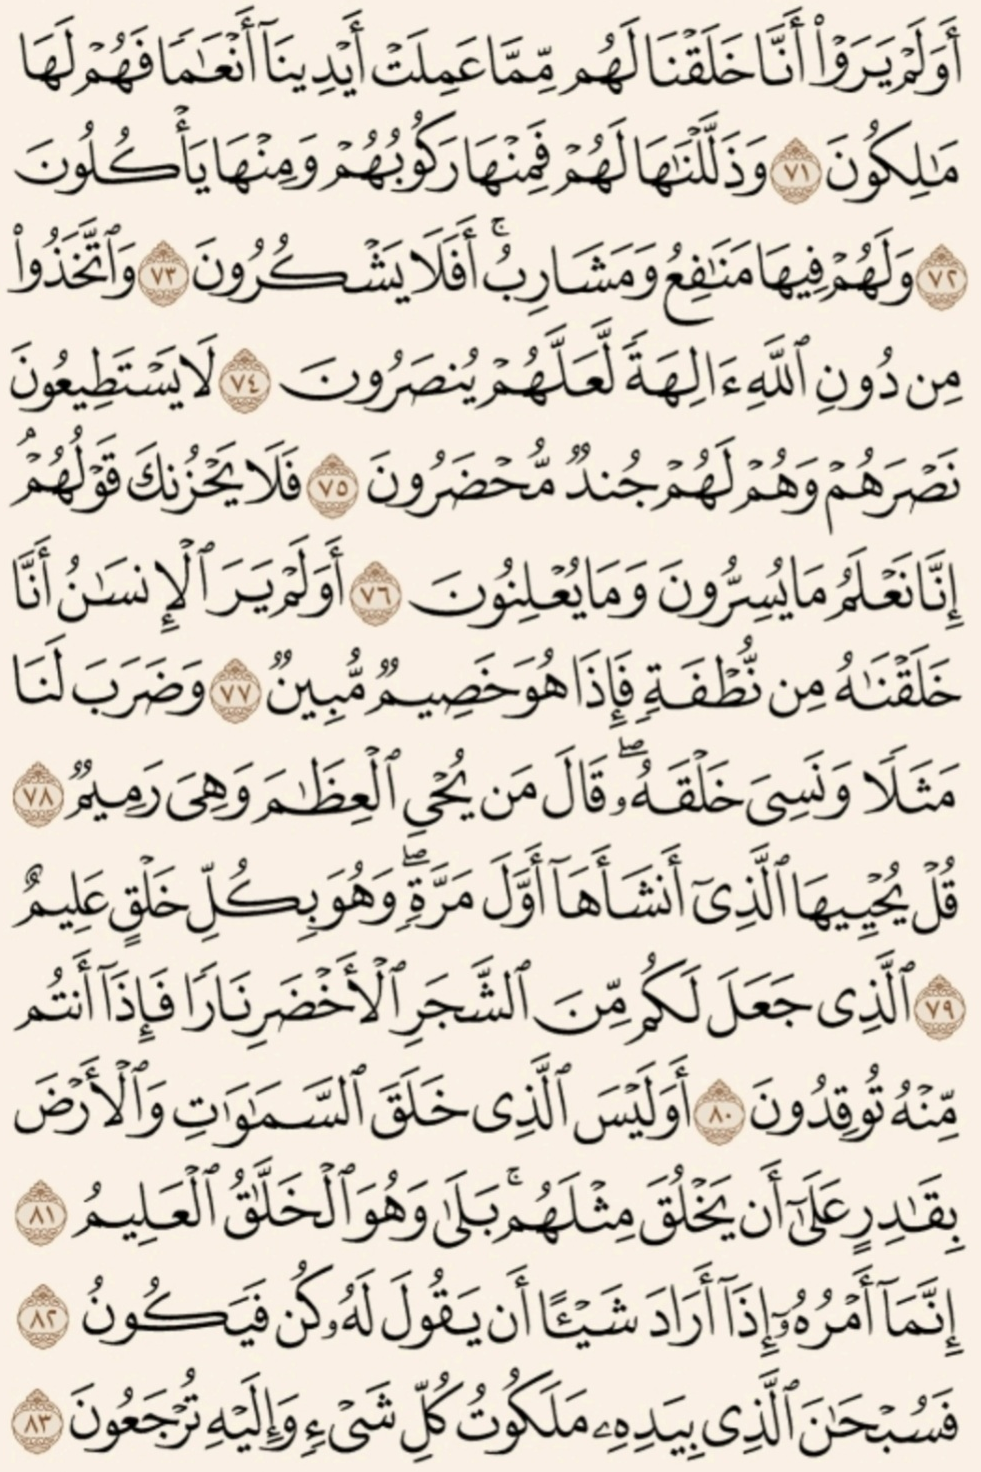 أَوَلَمْ يَرَوْا۟ أَنَّا خَلَقْنَا لَهُم مِّمَّا عَمِلَتْ أَيْدِينَآ أَنْعَـٰمًا فَهُمْ لَهَا
مَـٰلِكُونَ ٧١ وَذَلَّلْنَـٰهَا لَهُمْ فَمِنْهَا رَكُوبُهُمْ وَمِنْهَا يَأْكُلُونَ
٧٢ وَلَهُمْ فِيهَا مَنَـٰفِعُ وَمَشَارِبُ ۚ أَفَلَا يَشْكُرُونَ ٧٣ وَٱتَّخَذُوا۟
مِن دُونِ ٱللَّهِ ءَالِهَةً لَّعَلَّهُمْ يُنصَرُونَ ٧٤ لَا يَسْتَطِيعُونَ
نَصْرَهُمْ وَهُمْ لَهُمْ جُندٌ مُّحْضَرُونَ ٧٥ فَلَا يَحْزُنكَ قَوْلُهُمْ ۘ
إِنَّا نَعْلَمُ مَا يُسِرُّونَ وَمَا يُعْلِنُونَ ٧٦ أَوَلَمْ يَرَ ٱلْإِنسَـٰنُ أَنَّا
خَلَقْنَـٰهُ مِن نُّطْفَةٍ فَإِذَا هُوَ خَصِيمٌ مُّبِينٌ ٧٧ وَضَرَبَ لَنَا
مَثَلًا وَنَسِىَ خَلْقَهُۥ ۖ قَالَ مَن يُحْىِ ٱلْعِظَـٰمَ وَهِىَ رَمِيمٌ ٧٨
قُلْ يُحْيِيهَا ٱلَّذِىٓ أَنشَأَهَآ أَوَّلَ مَرَّةٍ ۖ وَهُوَ بِكُلِّ خَلْقٍ عَلِيمٌ
٧٩ ٱلَّذِى جَعَلَ لَكُم مِّنَ ٱلشَّجَرِ ٱلْأَخْضَرِ نَارًا فَإِذَآ أَنتُم
مِّنْهُ تُوقِدُونَ ٨٠ أَوَلَيْسَ ٱلَّذِى خَلَقَ ٱلسَّمَـٰوَٰتِ وَٱلْأَرْضَ
بِقَـٰدِرٍ عَلَىٰٓ أَن يَخْلُقَ مِثْلَهُم ۚ بَلَىٰ وَهُوَ ٱلْخَلَّـٰقُ ٱلْعَلِيمُ ٨١
إِنَّمَآ أَمْرُهُۥٓ إِذَآ أَرَادَ شَيْـًٔا أَن يَقُولَ لَهُۥ كُن فَيَكُونُ ٨٢
فَسُبْحَـٰنَ ٱلَّذِى بِيَدِهِۦ مَلَكُوتُ كُلِّ شَىْءٍ وَإِلَيْهِ تُرْجَعُونَ ٨٣